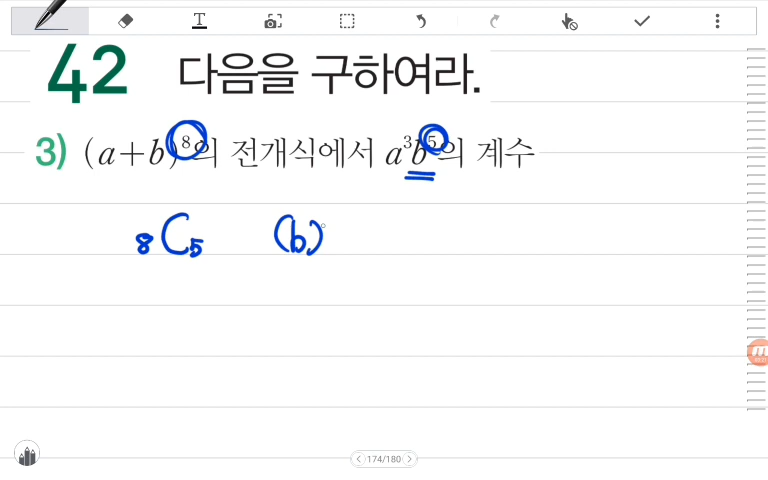 T
42 다음을 구하여라.
3) (a+b)⁸의 전개식에서 a³b⁵의 계수
₈C₅ (b)
174/180